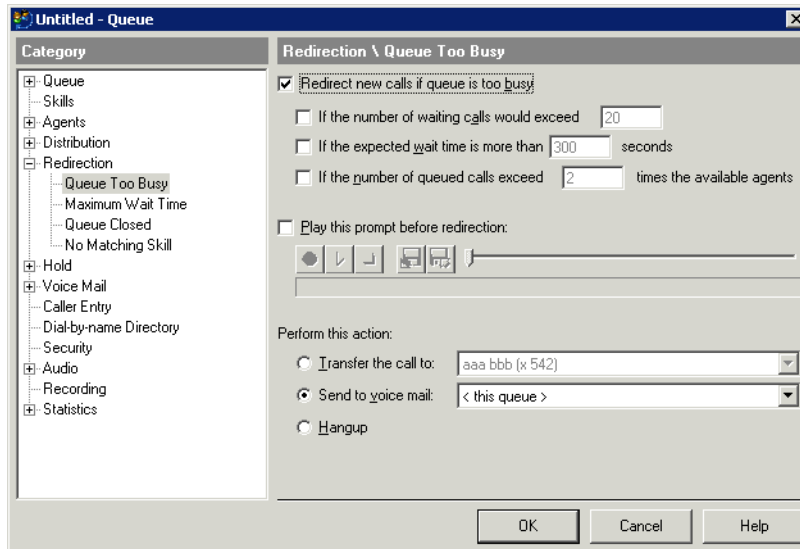 Untitled - Queue
Category
Queue
Skills
Agents
Distribution
Redirection
Queue Too Busy
Maximum Wait Time
Queue Closed
No Matching Skill
Hold
Voice Mail
Caller Entry
Dial-by-name Directory
Security
Audio
Recording
Statistics
Redirection \ Queue Too Busy
Redirect new calls if queue is too busy
If the number of waiting calls would exceed 20
If the expected wait time is more than 300 seconds
If the number of queued calls exceed 2 times the available agents
Play this prompt before redirection:
Perform this action:
Transfer the call to: aaa bbb (x 542)
Send to voice mail: < this queue >
Hangup
OK Cancel Help